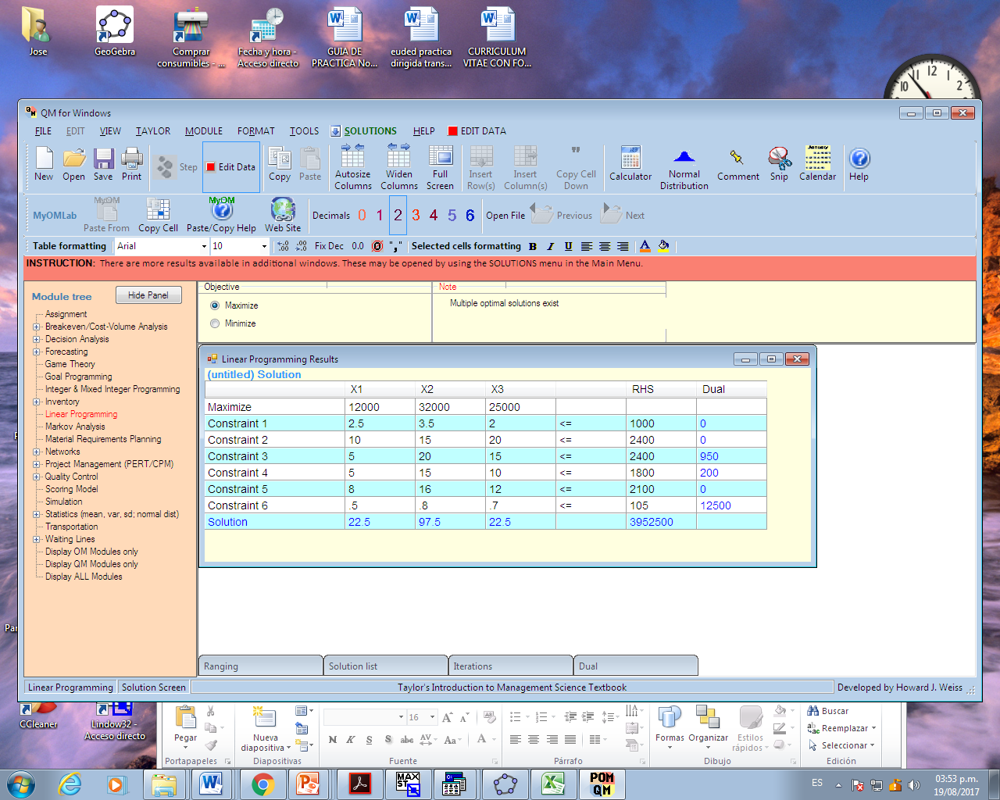 Jose
GeoGebra
Comprar
consumibles - ...
Fecha y hora -
Acceso directo
GUIA DE
PRACTICA No...
euded practica
dirigida trans...
CURRICULUM
VITAE CON FO...
10 11 12 1 2
QM for Windows
FILE EDIT VIEW TAYLOR MODULE FORMAT TOOLS SOLUTIONS HELP EDIT DATA
New Open Save Print Step Edit Data Copy Paste
Autosize
Columns
Widen
Columns
Full
Screen
Insert
Row(s)
Insert
Column(s)
Copy Cell
Down
Calculator
Normal
Distribution
Comment
Snip
January
Calendar
Help
MyOMLab
MyOM
Paste From
Copy Cell
MyOM
Paste/Copy Help
Web Site
Decimals 0 1 2 3 4 5 6 Open File Previous Next
Table formatting Arial 10 Fix Dec 0.0 "," Selected cells formatting B I U A
INSTRUCTION: There are more results available in additional windows. These may be opened by using the SOLUTIONS menu in the Main Menu.
Module tree Hide Panel
Assignment
Breakeven/Cost-Volume Analysis
Decision Analysis
Forecasting
Game Theory
Goal Programming
Integer & Mixed Integer Programming
Inventory
Linear Programming
Markov Analysis
Material Requirements Planning
Networks
Project Management (PERT/CPM)
Quality Control
Scoring Model
Simulation
Statistics (mean, var, sd; normal dist)
Transportation
Waiting Lines
Display OM Modules only
Display QM Modules only
Display ALL Modules
Objective
Maximize
Minimize
Note
Multiple optimal solutions exist
Linear Programming Results
(untitled) Solution
X1 X2 X3 RHS Dual
Maximize 12000 32000 25000
Constraint 1 2.5 3.5 2 <= 1000 0
Constraint 2 10 15 20 <= 2400 0
Constraint 3 5 20 15 <= 2400 950
Constraint 4 5 15 10 <= 1800 200
Constraint 5 8 16 12 <= 2100 0
Constraint 6 .5 .8 .7 <= 105 12500
Solution 22.5 97.5 22.5 3952500
Ranging Solution list Iterations Dual
Linear Programming Solution Screen Taylor's Introduction to Management Science Textbook Developed by Howard J. Weiss
Par
CCleaner
Lindow32 -
Acceso directo
Pegar
Portapapeles
Nueva
diapositiva
Diapositivas
16 A A
N K S S abc AV Aa A
Fuente
Párrafo
Formas Organizar Estilos
rápidos
Dibujo
Buscar
Reemplazar
Seleccionar
Edición
MAX
ST
POM
QM
ES
03:53 p.m.
19/08/2017